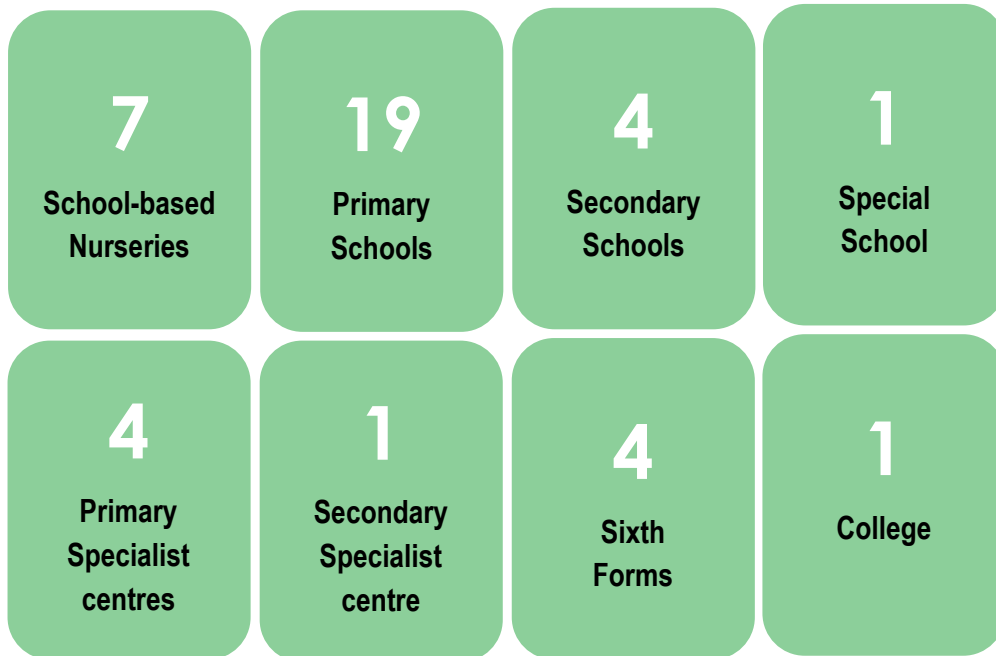 7
School-based
Nurseries
19
Primary
Schools
4
Secondary
Schools
1
Special
School
4
Primary
Specialist
centres
1
Secondary
Specialist
centre
4
Sixth
Forms
1
College